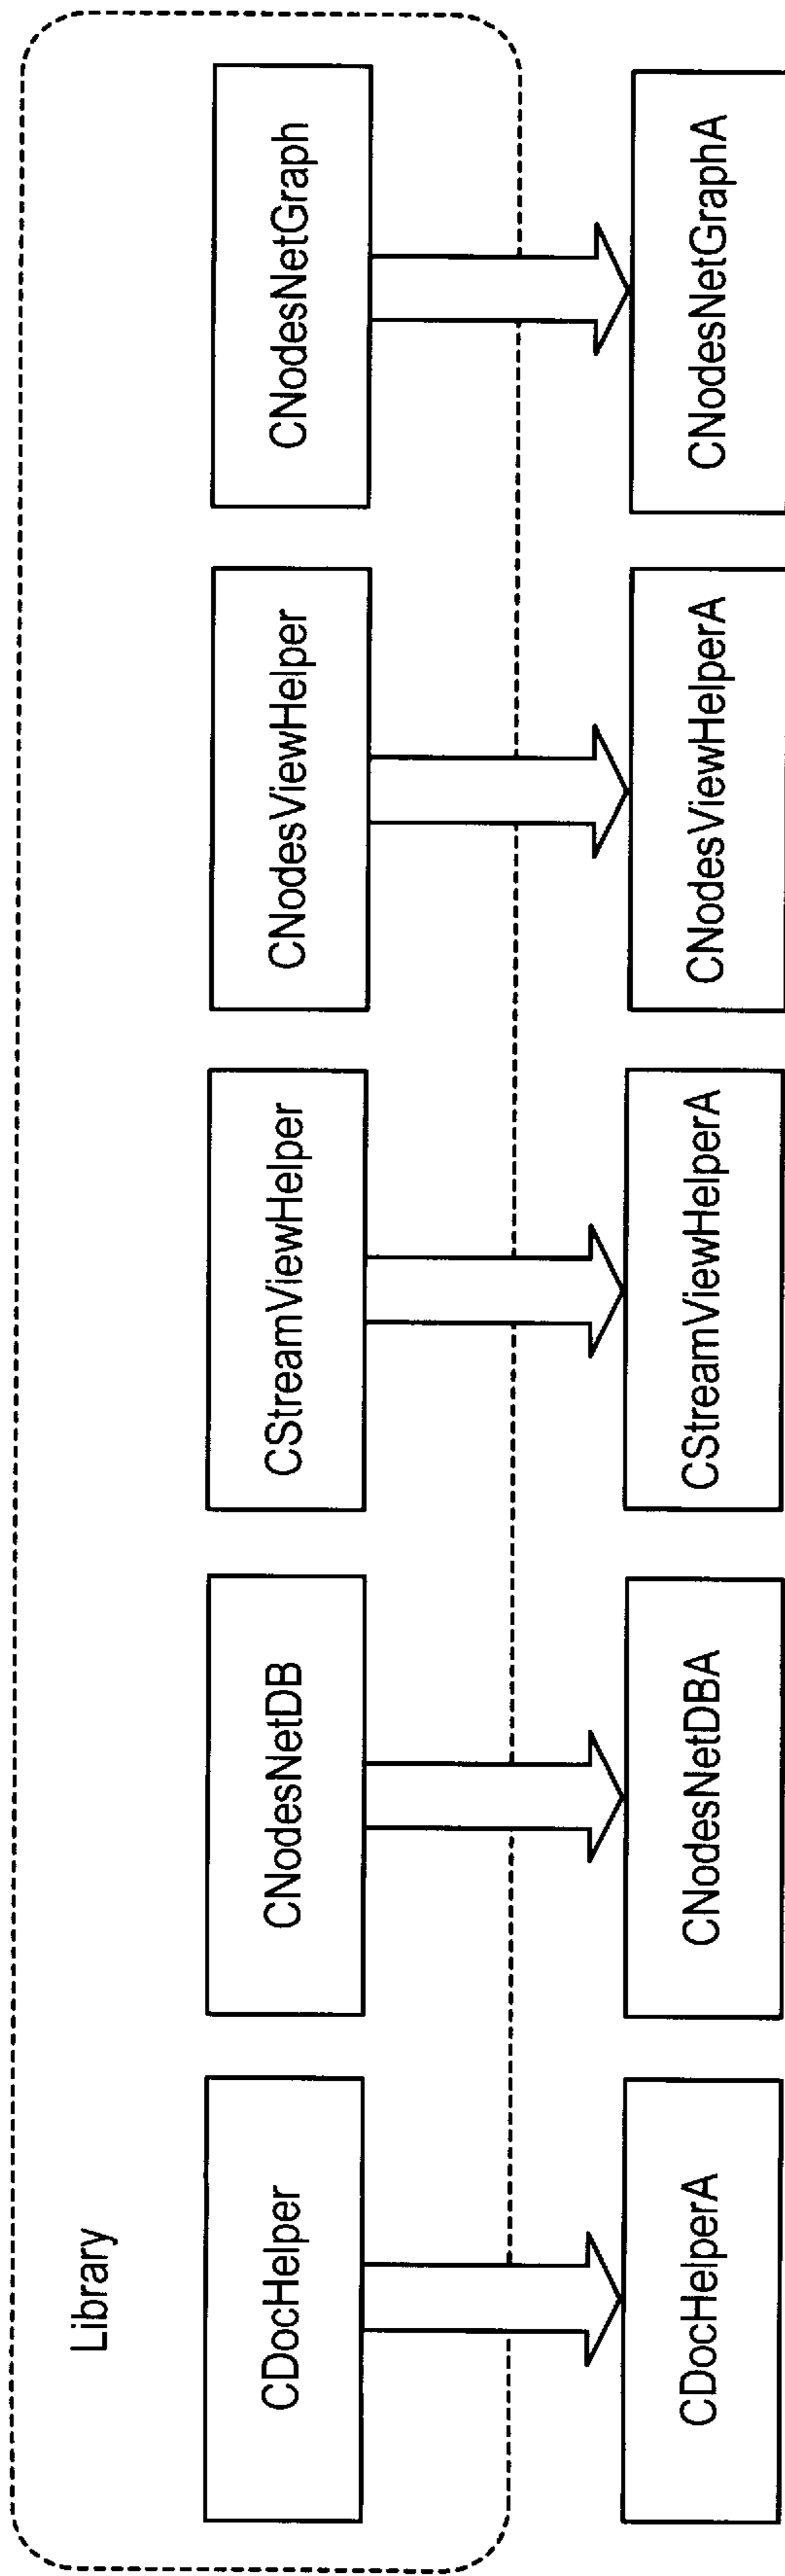 Library
CDocHelper
CNodesNetDB
CStreamViewHelper
CNodesViewHelper
CNodesNetGraph
CDocHelperA
CNodesNetDBA
CStreamViewHelperA
CNodesViewHelperA
CNodesNetGraphA